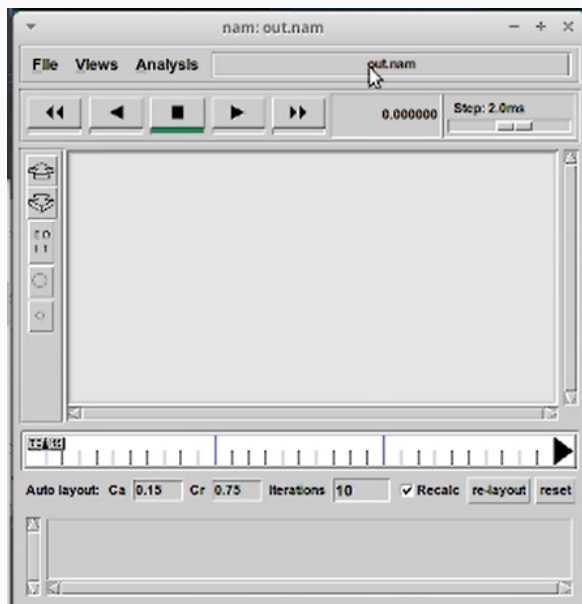 nam: out.nam
File Views Analysis out.nam
0.000000 Step: 2.0ms
E D
I T
TIME
Auto layout: Ca 0.15 Cr 0.75 Iterations 10 Recalc re-layout reset